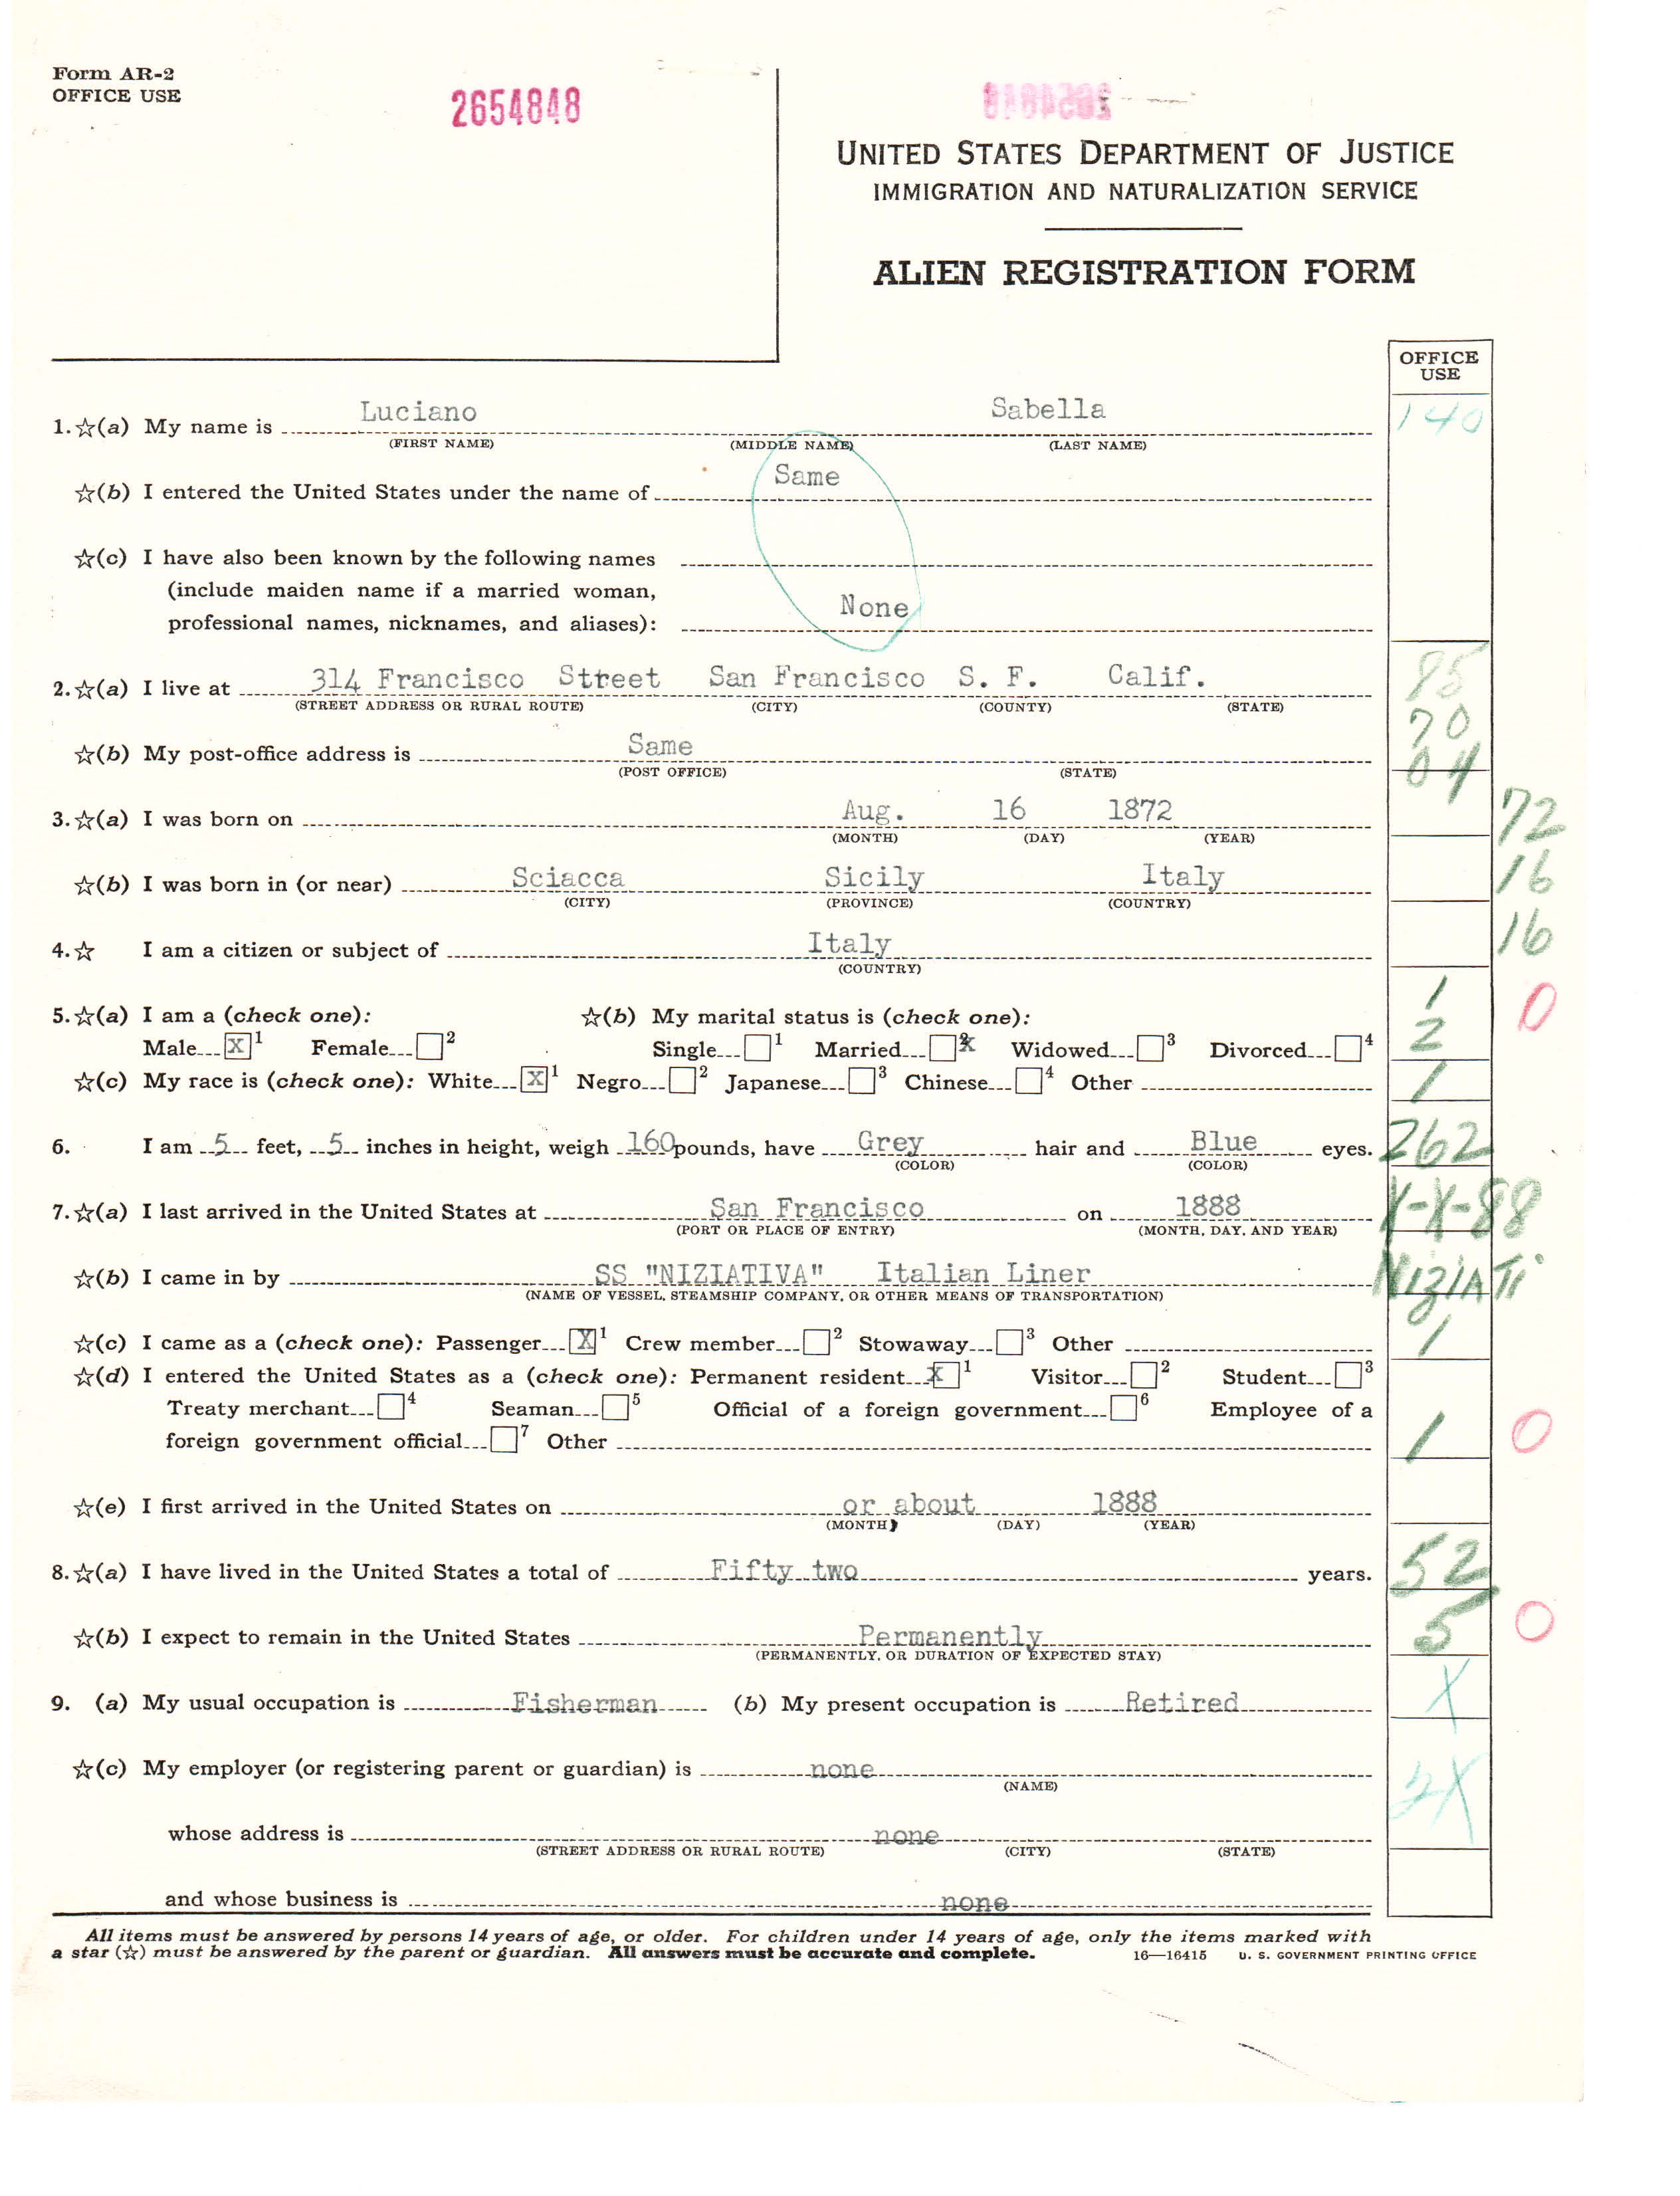 Form AR-2
OFFICE USE
2654848
UNITED STATES DEPARTMENT OF JUSTICE
IMMIGRATION AND NATURALIZATION SERVICE
ALIEN REGISTRATION FORM
OFFICE
USE
1.☆(a) My name is Luciano Sabella 140
(FIRST NAME) (MIDDLE NAME) (LAST NAME)
☆(b) I entered the United States under the name of Same
☆(c) I have also been known by the following names
(include maiden name if a married woman,
professional names, nicknames, and aliases): None
2.☆(a) I live at 314 Francisco Street San Francisco S. F. Calif. 95
(STREET ADDRESS OR RURAL ROUTE) (CITY) (COUNTY) (STATE) 70
☆(b) My post-office address is Same 04
(POST OFFICE) (STATE)
3.☆(a) I was born on Aug. 16 1872 72
(MONTH) (DAY) (YEAR)
☆(b) I was born in (or near) Sciacca Sicily Italy 16
(CITY) (PROVINCE) (COUNTRY)
4.☆ I am a citizen or subject of Italy 16
(COUNTRY)
5.☆(a) I am a (check one): ☆(b) My marital status is (check one): 1 0
Male X 1 Female 2 Single 1 Married X 2 Widowed 3 Divorced 4 2
☆(c) My race is (check one): White X 1 Negro 2 Japanese 3 Chinese 4 Other 1
6. I am 5 feet, 5 inches in height, weigh 160 pounds, have Grey hair and Blue eyes. 262
(COLOR) (COLOR)
7.☆(a) I last arrived in the United States at San Francisco on 1888 X-X-88
(PORT OR PLACE OF ENTRY) (MONTH, DAY, AND YEAR)
☆(b) I came in by SS "NIZIATIVA" Italian Liner NIZIATI
(NAME OF VESSEL, STEAMSHIP COMPANY, OR OTHER MEANS OF TRANSPORTATION)
☆(c) I came as a (check one): Passenger X 1 Crew member 2 Stowaway 3 Other 1
☆(d) I entered the United States as a (check one): Permanent resident X 1 Visitor 2 Student 3
Treaty merchant 4 Seaman 5 Official of a foreign government 6 Employee of a
foreign government official 7 Other 1 0
☆(e) I first arrived in the United States on or about 1888
(MONTH) (DAY) (YEAR)
8.☆(a) I have lived in the United States a total of Fifty two years. 52
☆(b) I expect to remain in the United States Permanently 5 0
(PERMANENTLY, OR DURATION OF EXPECTED STAY)
9. (a) My usual occupation is Fisherman (b) My present occupation is Retired X
☆(c) My employer (or registering parent or guardian) is none
(NAME)
whose address is none
(STREET ADDRESS OR RURAL ROUTE) (CITY) (STATE)
and whose business is none
All items must be answered by persons 14 years of age, or older. For children under 14 years of age, only the items marked with
a star (☆) must be answered by the parent or guardian. All answers must be accurate and complete. 16—16415 U. S. GOVERNMENT PRINTING OFFICE